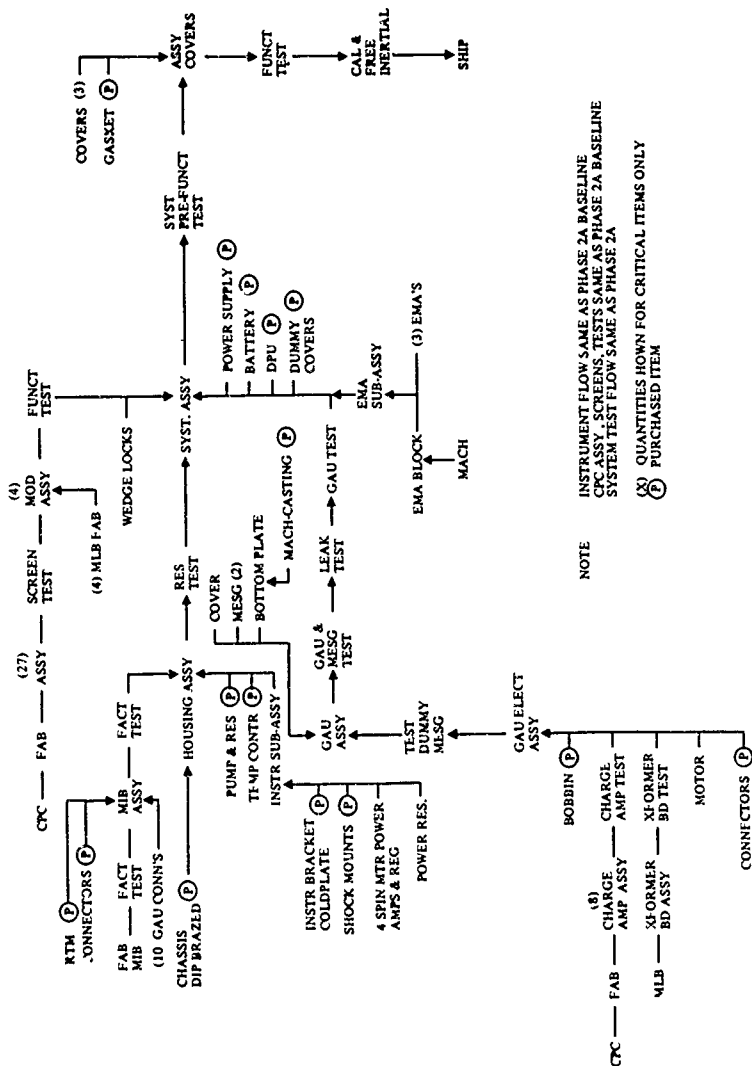 CPC
FAB
(27)
ASSY
SCREEN
TEST
(4)
MOD
ASSY
FUNCT
TEST
(4) MLB FAB
WEDGE LOCKS
RTM (P)
CONNECTORS (P)
FAB
MIB
FACT
TEST
MIB
ASSY
FACT
TEST
(10 GAU CONN'S
CHASSIS (P)
DIP BRAZED
HOUSING ASSY
RES
TEST
SYST. ASSY
SYST
PRE-FUNCT
TEST
COVERS (3)
GASKET (P)
ASSY
COVERS
FUNCT
TEST
CAL &
FREE
INERTIAL
SHIP
PUMP & RES (P)
TEMP CONTR (P)
INSTR SUB-ASSY
INSTR BRACKET (P)
COLDPLATE
SHOCK MOUNTS (P)
4 SPIN MTR POWER
AMPS & REG
POWER RES.
COVER
MESG (2)
BOTTOM PLATE
MACH-CASTING (P)
POWER SUPPLY (P)
BATTERY (P)
DPU (P)
DUMMY (P)
COVERS
GAU
ASSY
GAU &
MESG
TEST
LEAK
TEST
GAU TEST
EMA
SUB-ASSY
EMA BLOCK
(3) EMA'S
MACH
TEST
DUMMY
MESG
GAU ELECT
ASSY
BOBBIN (P)
CPC
FAB
(8)
CHARGE
AMP ASSY
CHARGE
AMP TEST
MLB
XFORMER
BD ASSY
XFORMER
BD TEST
MOTOR
CONNECTORS (P)
NOTE
INSTRUMENT FLOW SAME AS PHASE 2A BASELINE
CPC ASSY, SCREENS, TESTS SAME AS PHASE 2A BASELINE
SYSTEM TEST FLOW SAME AS PHASE 2A
(X) QUANTITIES HOWN FOR CRITICAL ITEMS ONLY
(P) PURCHASED ITEM